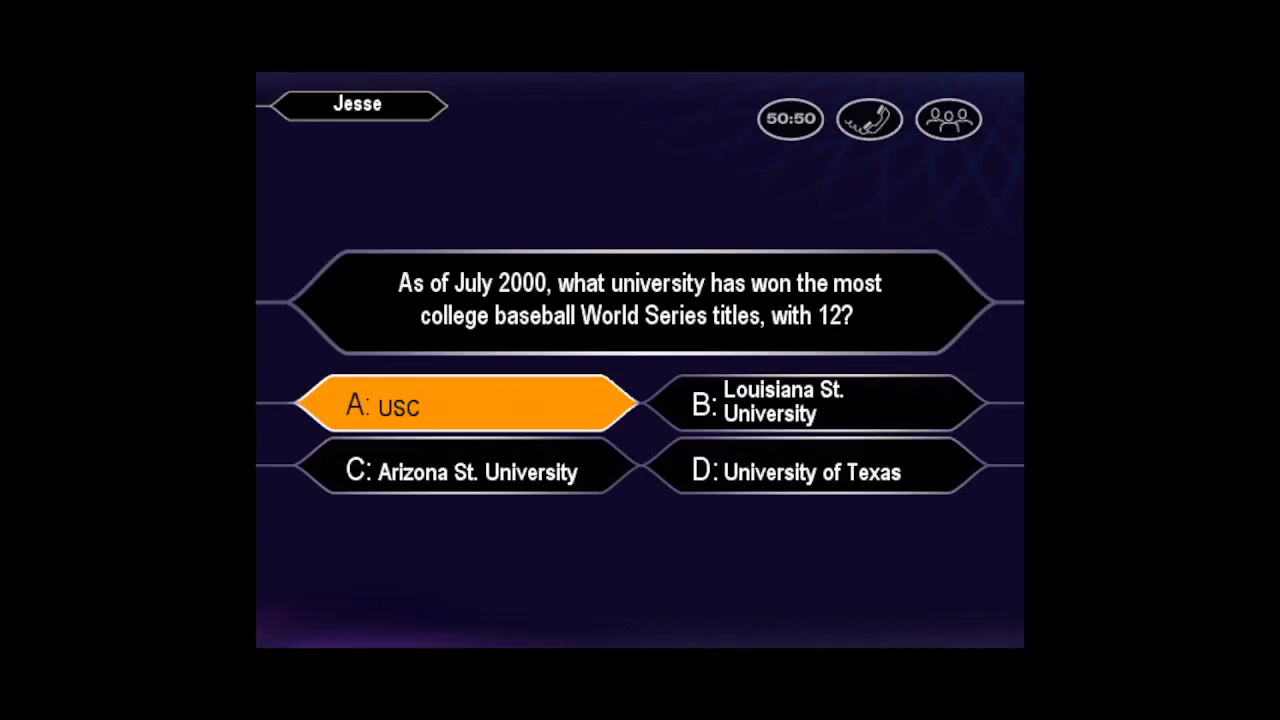 Jesse
50:50
As of July 2000, what university has won the most
college baseball World Series titles, with 12?
A: USC
B: Louisiana St.
University
C: Arizona St. University
D: University of Texas